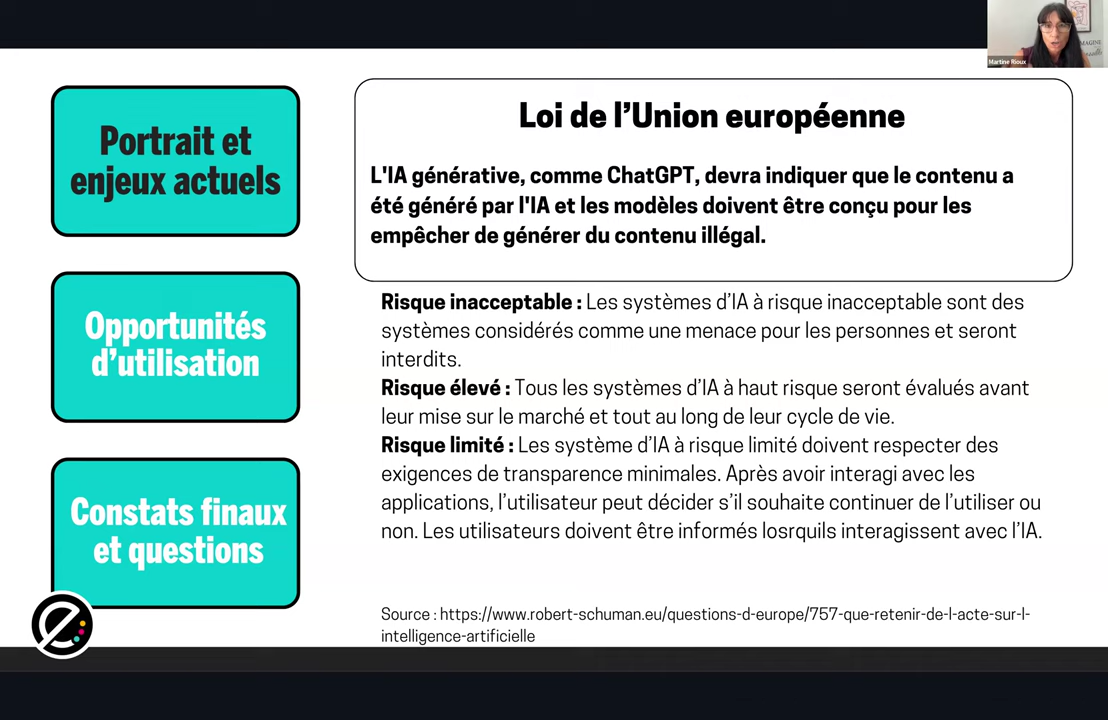 Martine Rioux
Portrait et
enjeux actuels
Opportunités
d'utilisation
Constats finaux
et questions
Loi de l'Union européenne
L'IA générative, comme ChatGPT, devra indiquer que le contenu a
été généré par l'IA et les modèles doivent être conçu pour les
empêcher de générer du contenu illégal.
Risque inacceptable : Les systèmes d'IA à risque inacceptable sont des
systèmes considérés comme une menace pour les personnes et seront
interdits.
Risque élevé : Tous les systèmes d'IA à haut risque seront évalués avant
leur mise sur le marché et tout au long de leur cycle de vie.
Risque limité : Les système d'IA à risque limité doivent respecter des
exigences de transparence minimales. Après avoir interagi avec les
applications, l'utilisateur peut décider s'il souhaite continuer de l'utiliser ou
non. Les utilisateurs doivent être informés losrquils interagissent avec l'IA.
Source : https://www.robert-schuman.eu/questions-d-europe/757-que-retenir-de-l-acte-sur-l-
intelligence-artificielle